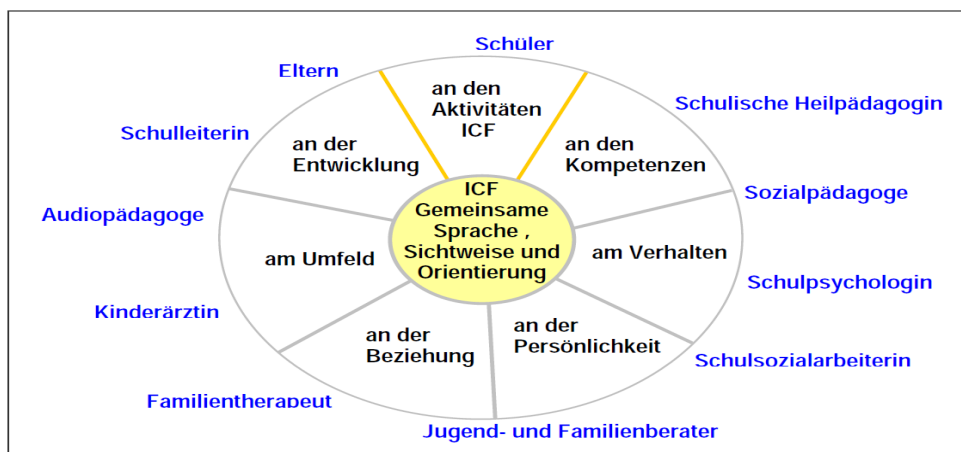 Schüler
Eltern
Schulische Heilpädagogin
Schulleiterin
Sozialpädagoge
Audiopädagoge
Schulpsychologin
Kinderärztin
Schulsozialarbeiterin
Familientherapeut
Jugend- und Familienberater
an den
Aktivitäten
ICF
an der
Entwicklung
an den
Kompetenzen
ICF
Gemeinsame
Sprache ,
Sichtweise und
Orientierung
am Umfeld
am Verhalten
an der
Beziehung
an der
Persönlichkeit